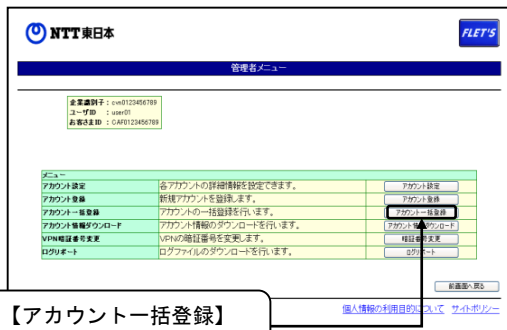 NTT東日本
FLET'S
管理者メニュー
企業識別子：cvn0123456789
ユーザID ：user01
お客さまID ：CAF0123456789
メニュー
アカウント設定 各アカウントの詳細情報を設定できます。 アカウント設定
アカウント登録 新規アカウントを登録します。 アカウント登録
アカウント一括登録 アカウントの一括登録を行います。 アカウント一括登録
アカウント情報ダウンロード アカウント情報のダウンロードを行います。 アカウント情報ダウンロード
VPN暗証番号変更 VPNの暗証番号を変更します。 暗証番号変更
ログリポート ログファイルのダウンロードを行います。 ログリポート
前画面へ戻る
個人情報の利用目的について サイトポリシー
【アカウント一括登録】